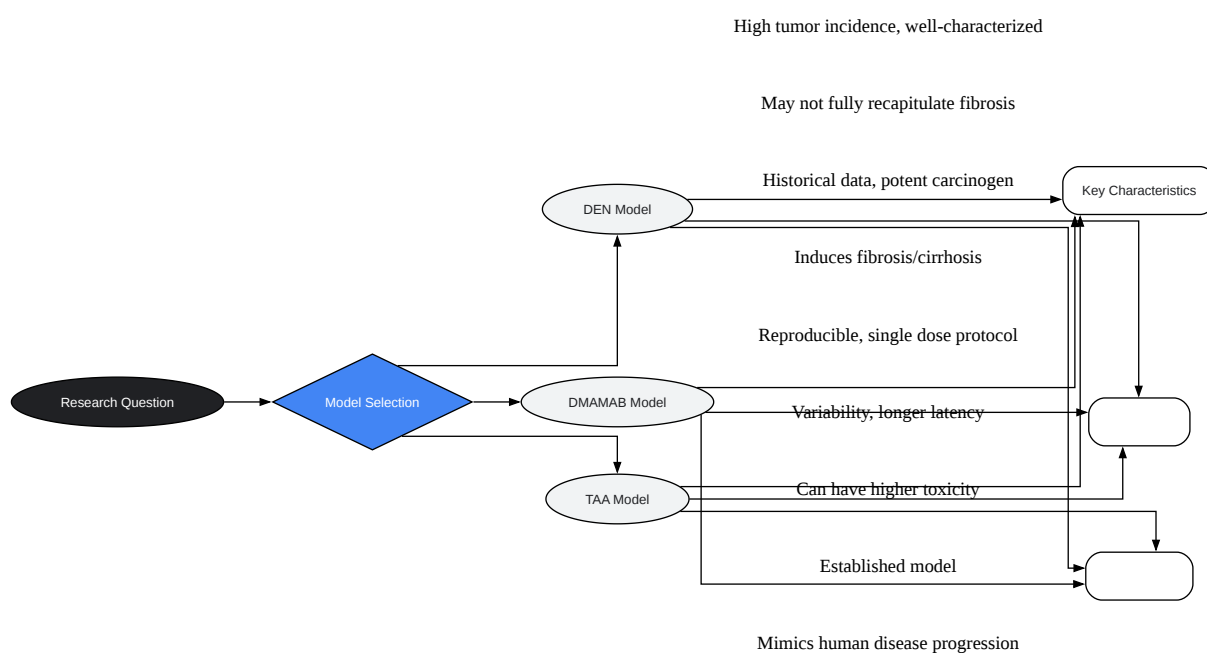 High tumor incidence, well-characterized
May not fully recapitulate fibrosis
Historical data, potent carcinogen
Key Characteristics
DEN Model
Induces fibrosis/cirrhosis
Reproducible, single dose protocol
Research Question
Model Selection
DMAMAB Model
Variability, longer latency
TAA Model
Can have higher toxicity
Established model
Mimics human disease progression